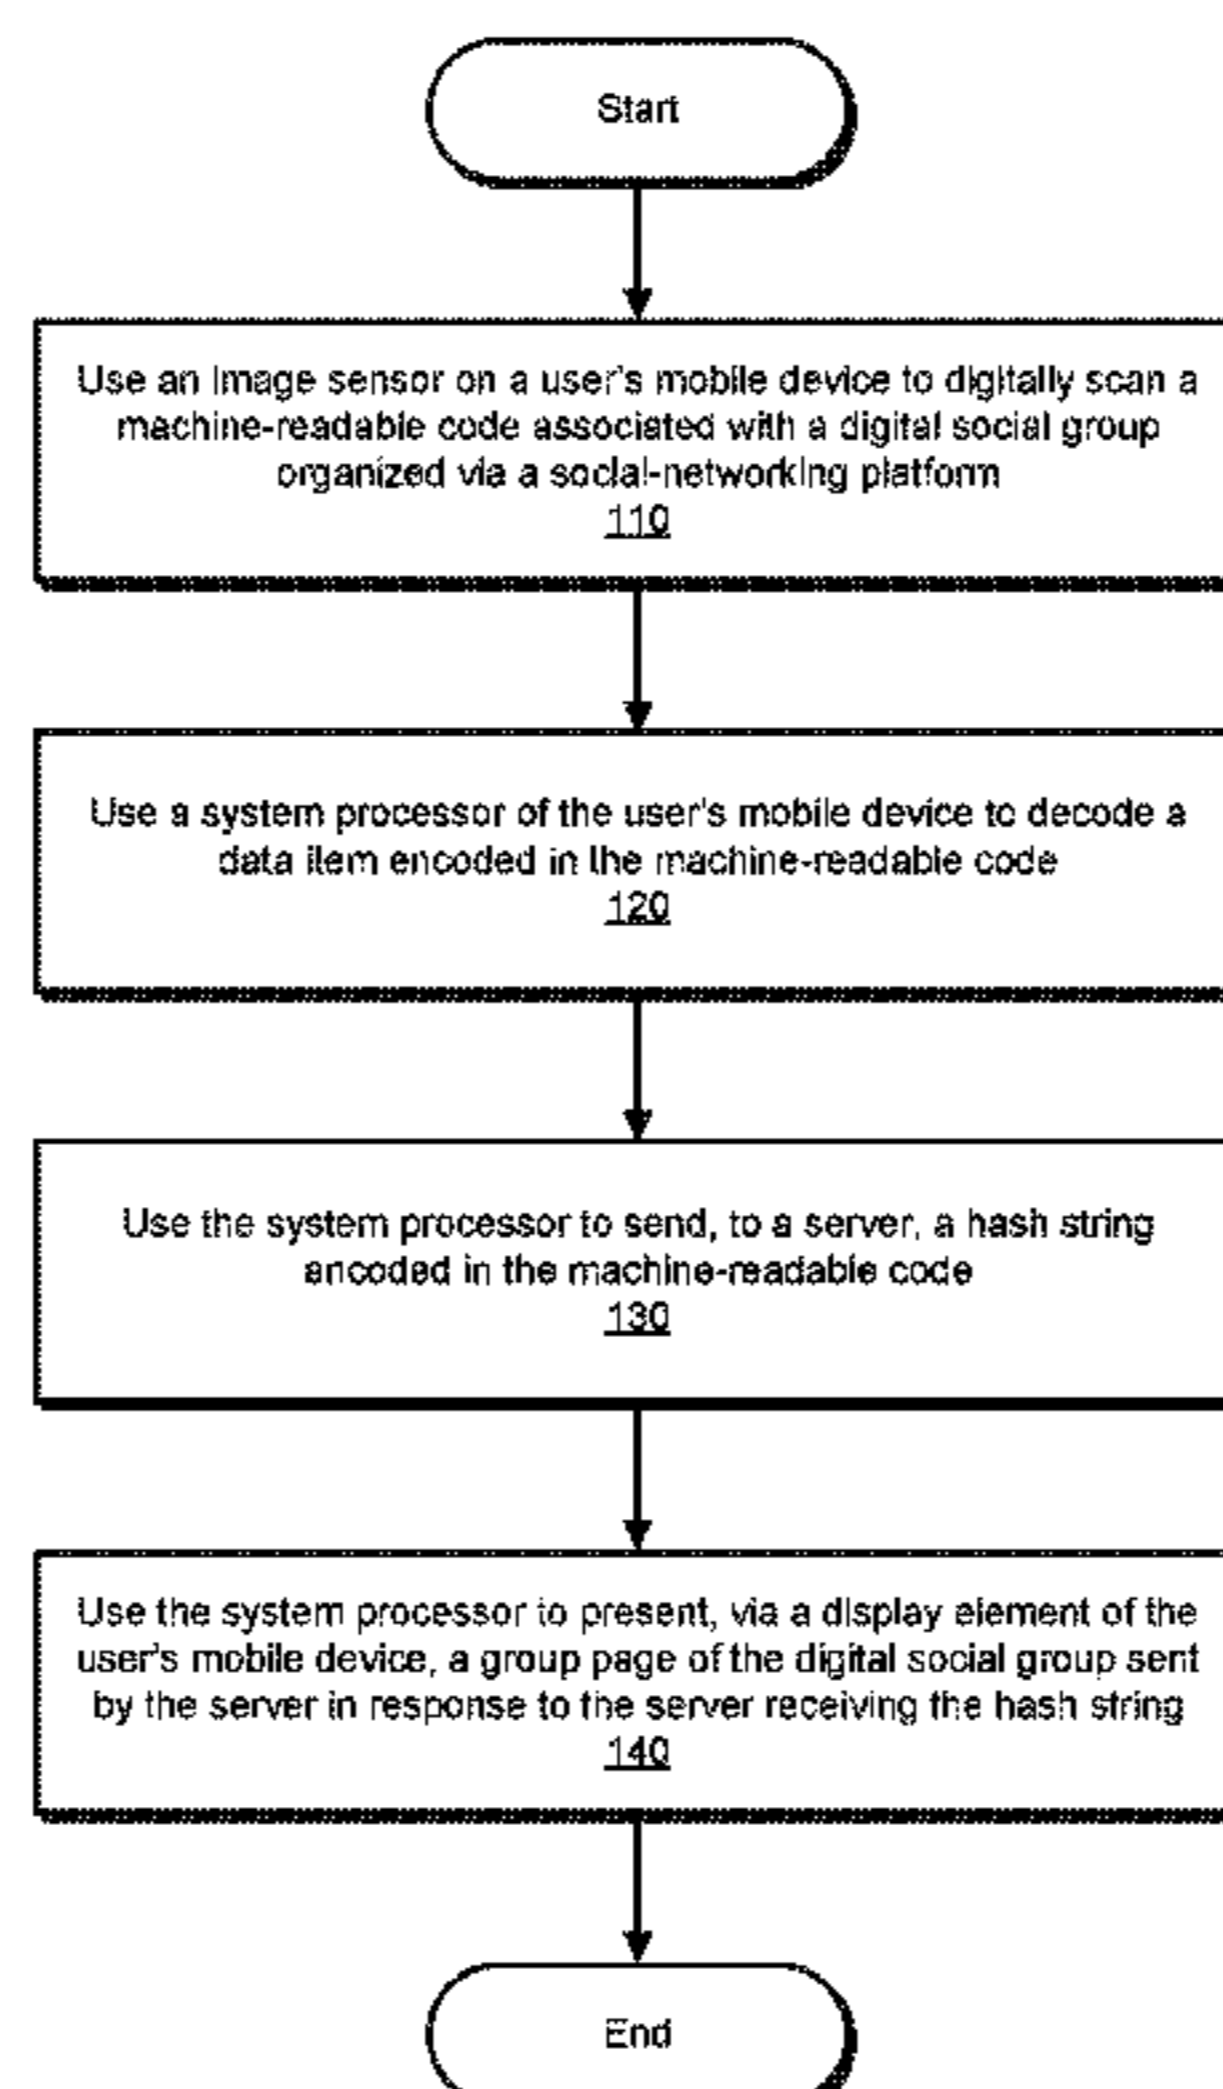 Start
Use an image sensor on a user's mobile device to digitally scan a
machine-readable code associated with a digital social group
organized via a social-networking platform
110
Use a system processor of the user's mobile device to decode a
data item encoded in the machine-readable code
120
Use the system processor to send, to a server, a hash string
encoded in the machine-readable code
130
Use the system processor to present, via a display element of the
user's mobile device, a group page of the digital social group sent
by the server in response to the server receiving the hash string
140
End